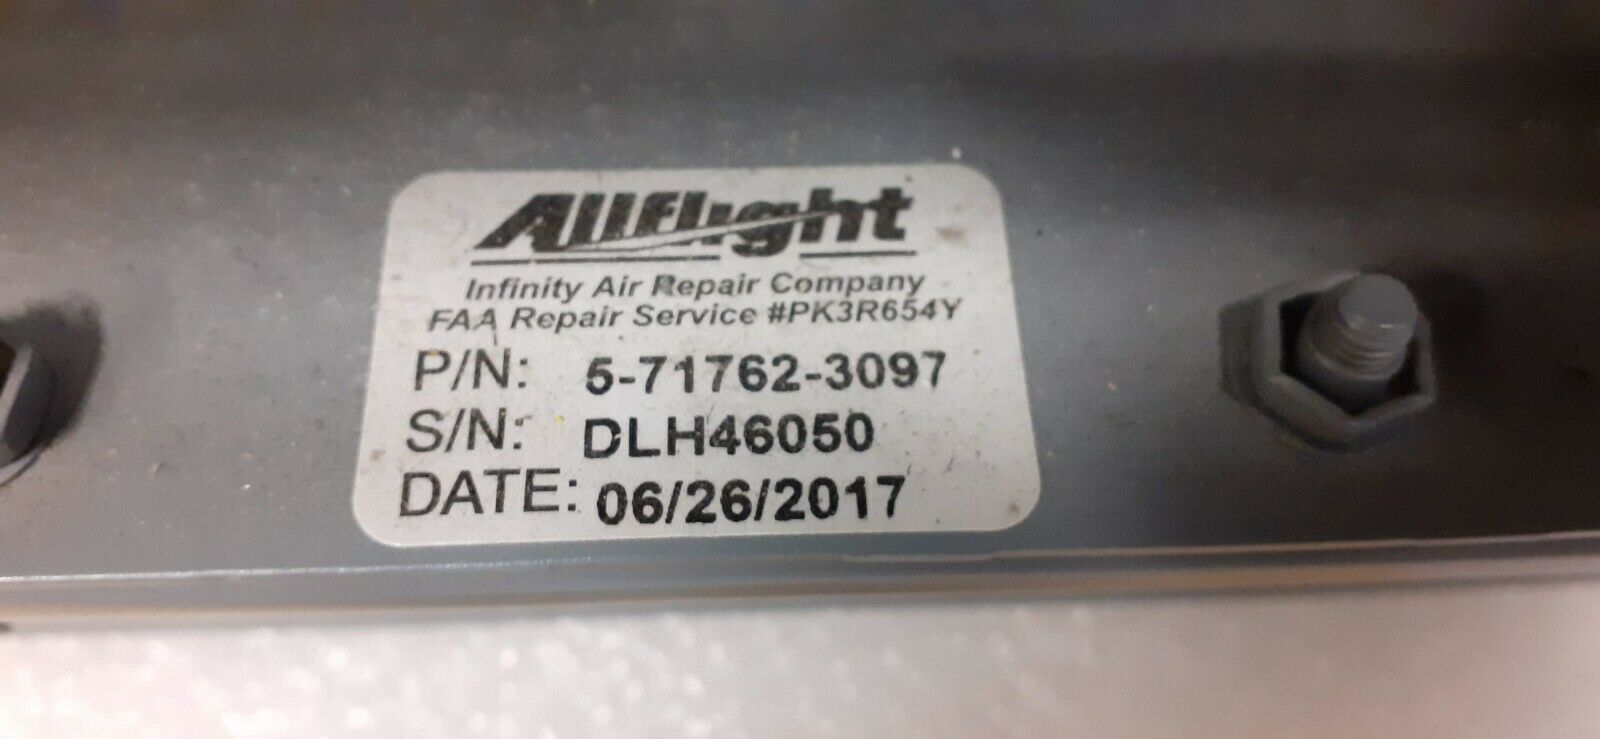 Allflight
Infinity Air Repair Company
FAA Repair Service #PK3R654Y
P/N: 5-71762-3097
S/N: DLH46050
DATE: 06/26/2017